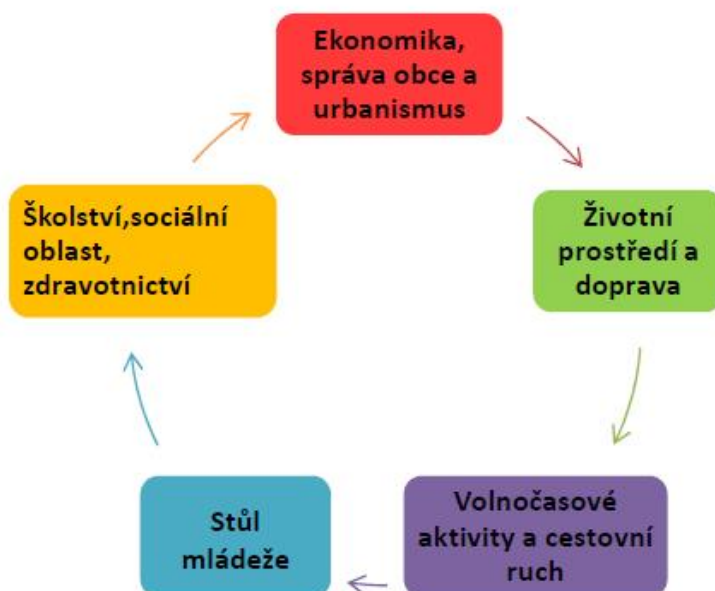 Ekonomika,
správa obce a
urbanismus
Životní
prostředí a
doprava
Volnočasové
aktivity a cestovní
ruch
Stůl
mládeže
Školství,sociální
oblast,
zdravotnictví